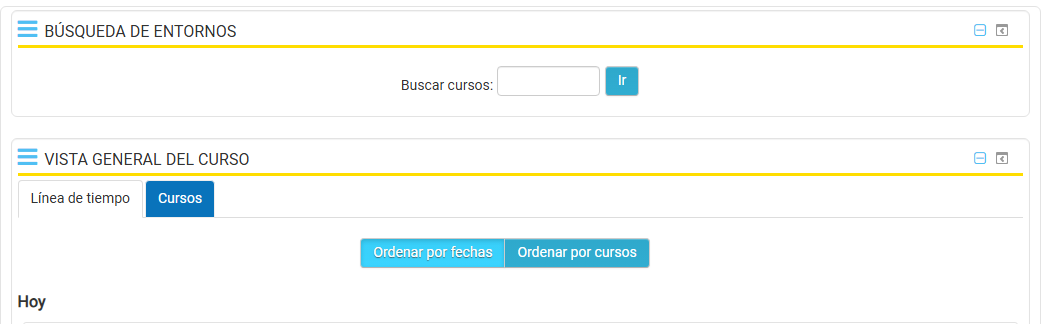 BÚSQUEDA DE ENTORNOS
Buscar cursos: Ir
VISTA GENERAL DEL CURSO
Línea de tiempo Cursos
Ordenar por fechas Ordenar por cursos
Hoy